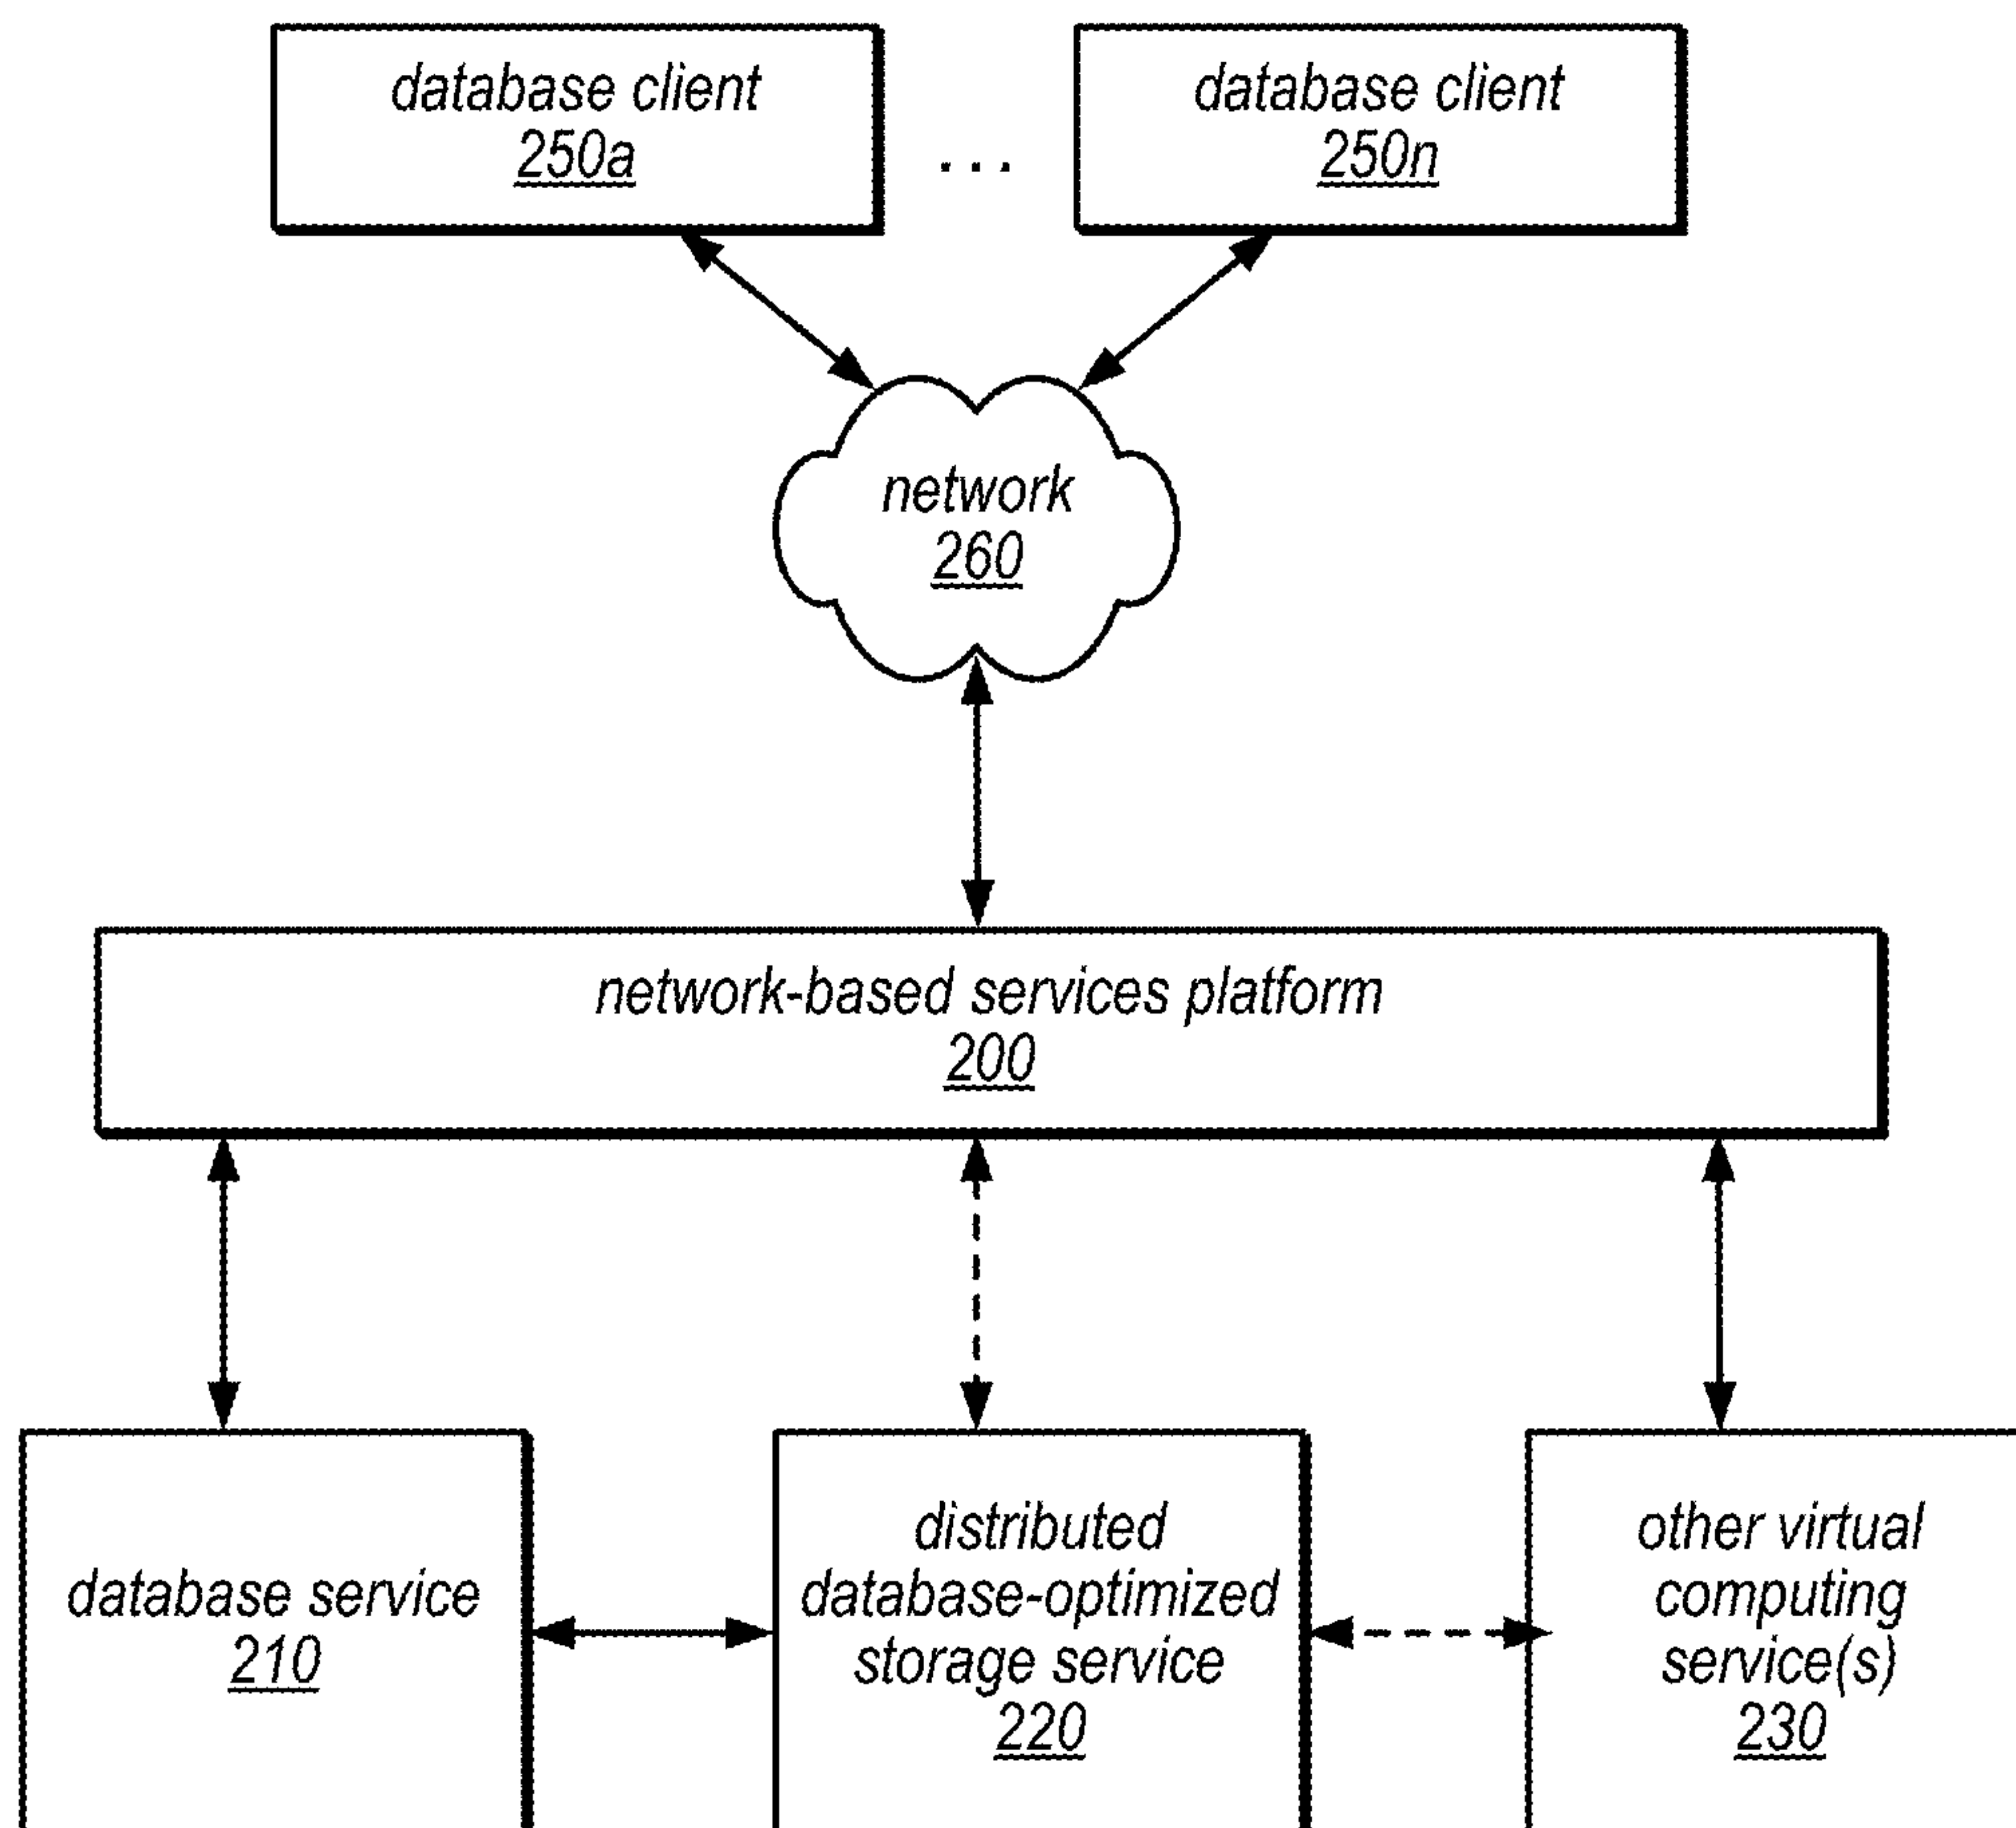 database client
250a
...
database client
250n
network
260
network-based services platform
200
database service
210
distributed
database-optimized
storage service
220
other virtual
computing
service(s)
230